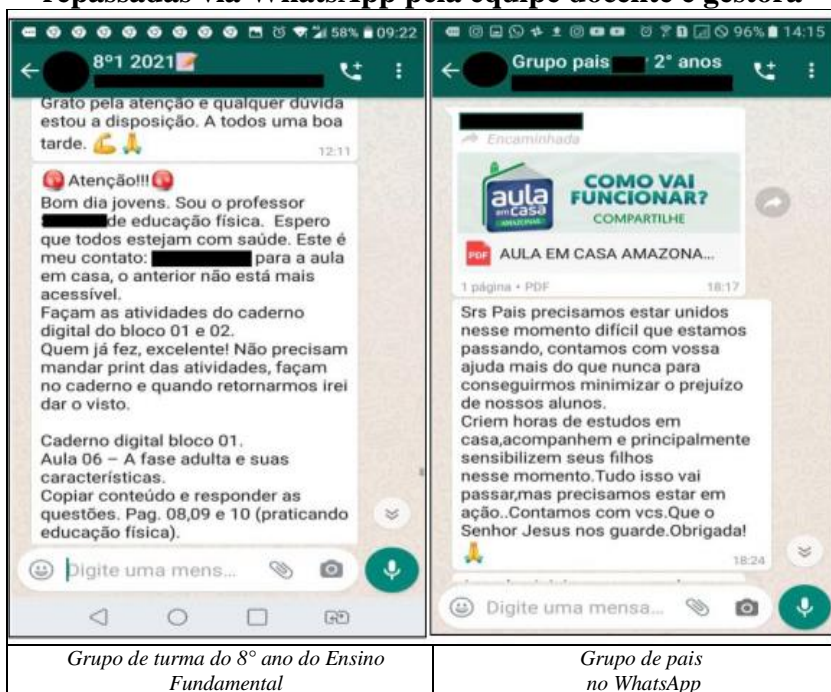 repassadas via WhatsApp pela equipe docente e gestora
58% 09:22
8°1 2021
Grato pela atenção e qualquer dúvida
estou a disposição. A todos uma boa
tarde. 💪🙏
12:11
Atenção!!!
Bom dia jovens. Sou o professor
de educação física. Espero
que todos estejam com saúde. Este é
meu contato: para a aula
em casa, o anterior não está mais
acessível.
Façam as atividades do caderno
digital do bloco 01 e 02.
Quem já fez, excelente! Não precisam
mandar print das atividades, façam
no caderno e quando retornarmos irei
dar o visto.
Caderno digital bloco 01.
Aula 06 – A fase adulta e suas
características.
Copiar conteúdo e responder as
questões. Pag. 08,09 e 10 (praticando
educação física).
Digite uma mens...
Grupo de turma do 8° ano do Ensino
Fundamental
96% 14:15
Grupo pais 2° anos
Encaminhada
aula
em casa
AMAZONAS
COMO VAI
FUNCIONAR?
COMPARTILHE
PDF AULA EM CASA AMAZONA...
1 página • PDF 18:17
Srs Pais precisamos estar unidos
nesse momento difícil que estamos
passando, contamos com vossa
ajuda mais do que nunca para
conseguirmos minimizar o prejuízo
de nossos alunos.
Criem horas de estudos em
casa,acompanhem e principalmente
sensibilizem seus filhos
nesse momento.Tudo isso vai
passar,mas precisamos estar em
ação..Contamos com vcs.Que o
Senhor Jesus nos guarde.Obrigada!
🙏
18:24
Digite uma mensa...
Grupo de pais
no WhatsApp